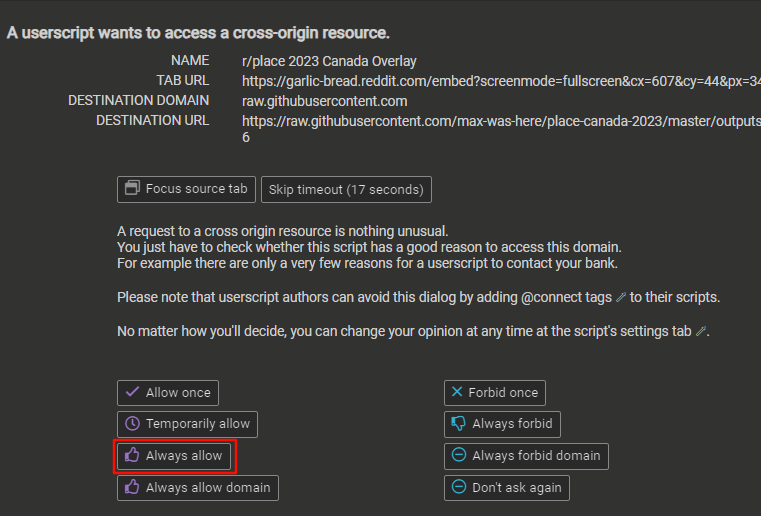 A userscript wants to access a cross-origin resource.
NAME r/place 2023 Canada Overlay
TAB URL https://garlic-bread.reddit.com/embed?screenmode=fullscreen&cx=607&cy=44&px=34
DESTINATION DOMAIN raw.githubusercontent.com
DESTINATION URL https://raw.githubusercontent.com/max-was-here/place-canada-2023/master/outputs
6
Focus source tab Skip timeout (17 seconds)
A request to a cross origin resource is nothing unusual.
You just have to check whether this script has a good reason to access this domain.
For example there are only a very few reasons for a userscript to contact your bank.
Please note that userscript authors can avoid this dialog by adding @connect tags to their scripts.
No matter how you'll decide, you can change your opinion at any time at the script's settings tab .
Allow once Forbid once
Temporarily allow Always forbid
Always allow Always forbid domain
Always allow domain Don't ask again